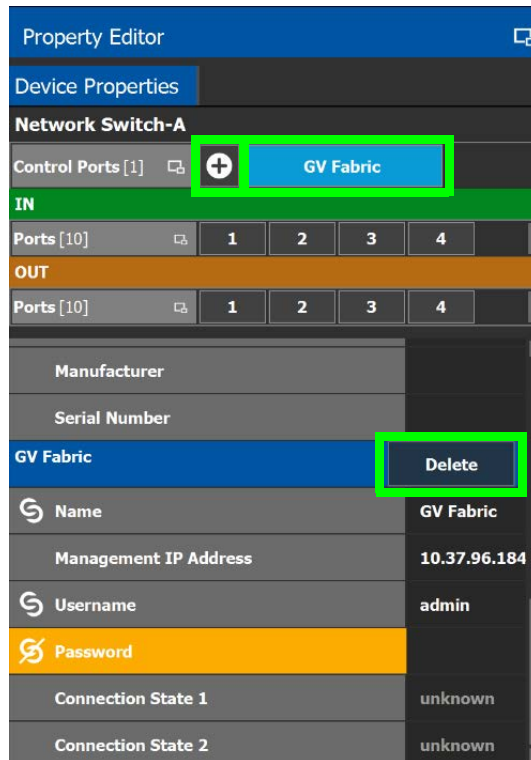 Property Editor
Device Properties
Network Switch-A
Control Ports [1] GV Fabric
IN
Ports [10] 1 2 3 4
OUT
Ports [10] 1 2 3 4
Manufacturer
Serial Number
GV Fabric Delete
Name GV Fabric
Management IP Address 10.37.96.184
Username admin
Password
Connection State 1 unknown
Connection State 2 unknown